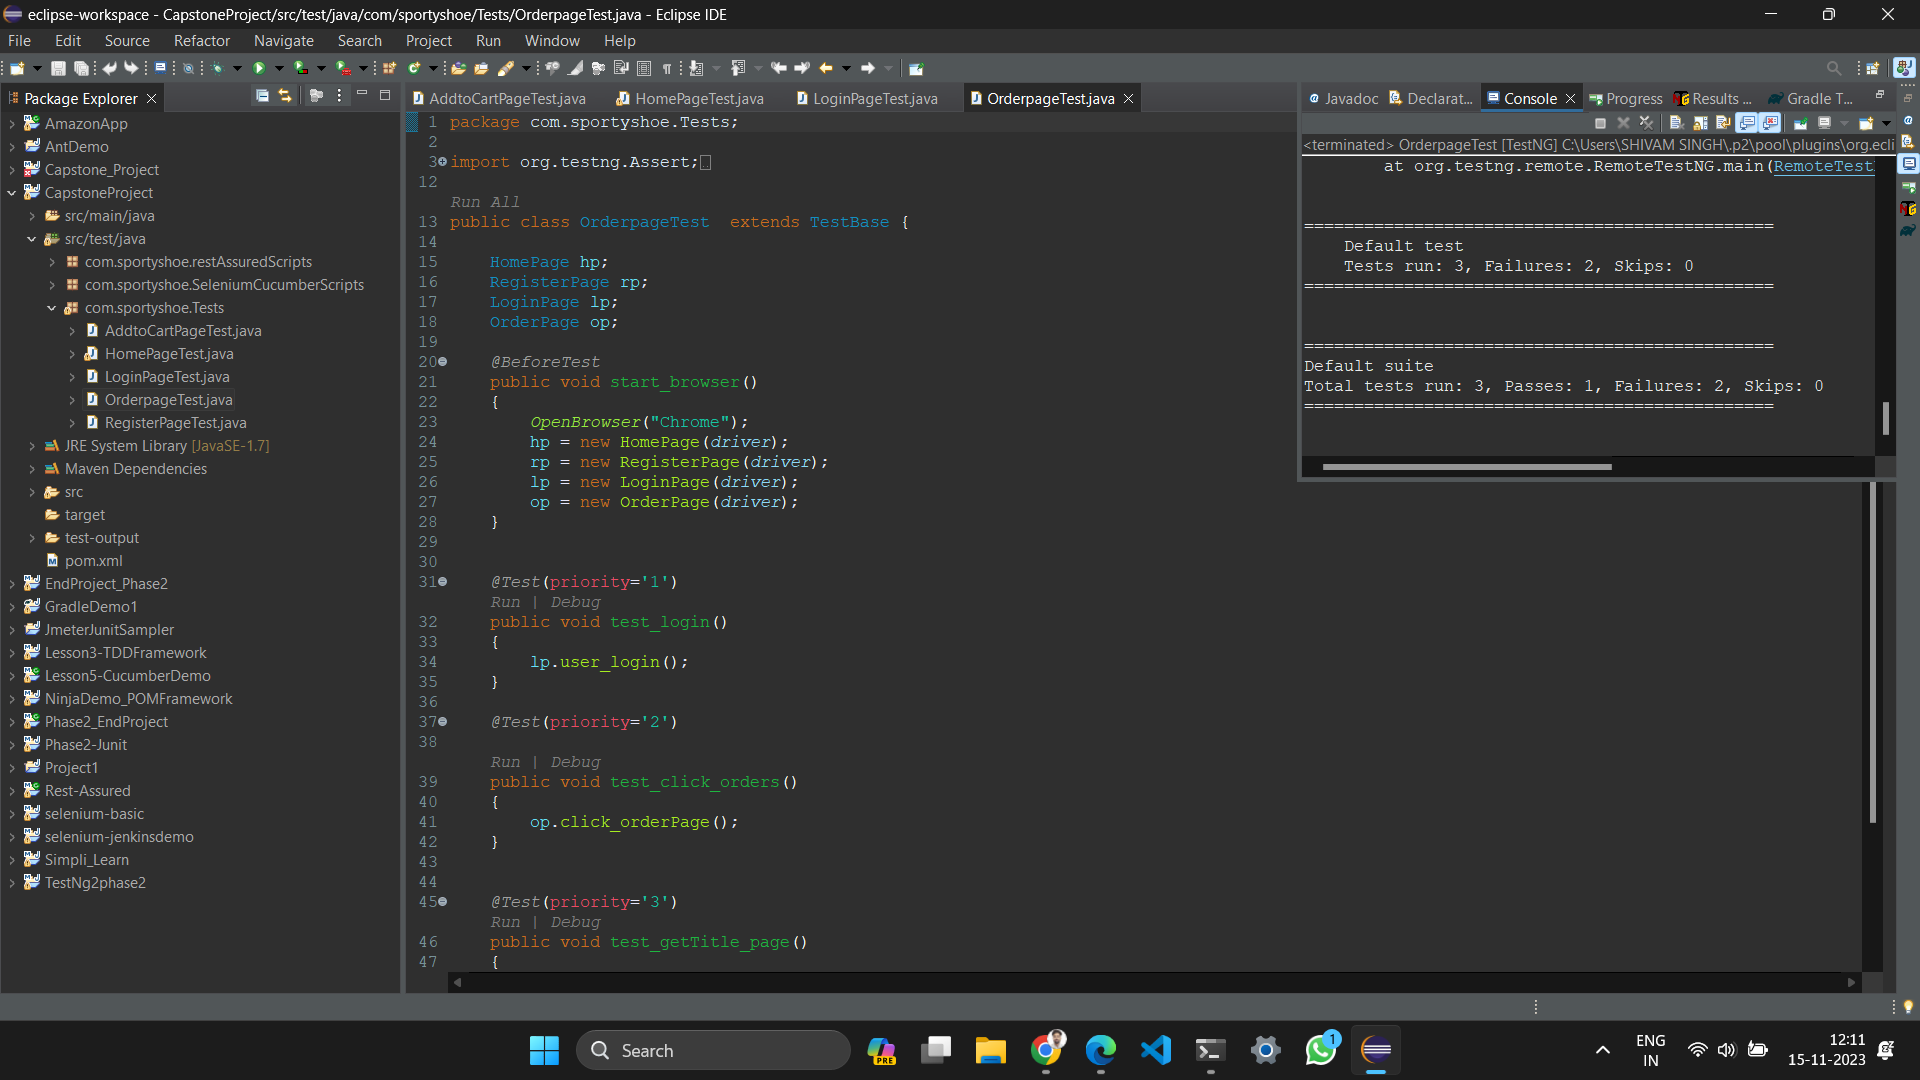 eclipse-workspace - CapstoneProject/src/test/java/com/sportyshoe/Tests/OrderpageTest.java - Eclipse IDE
File Edit Source Refactor Navigate Search Project Run Window Help
Package Explorer
AmazonApp
AntDemo
Capstone_Project
CapstoneProject
src/main/java
src/test/java
com.sportyshoe.restAssuredScripts
com.sportyshoe.SeleniumCucumberScripts
com.sportyshoe.Tests
AddtoCartPageTest.java
HomePageTest.java
LoginPageTest.java
OrderpageTest.java
RegisterPageTest.java
JRE System Library [JavaSE-1.7]
Maven Dependencies
src
target
test-output
pom.xml
EndProject_Phase2
GradleDemo1
JmeterJunitSampler
Lesson3-TDDFramework
Lesson5-CucumberDemo
NinjaDemo_POMFramework
Phase2_EndProject
Phase2-Junit
Project1
Rest-Assured
selenium-basic
selenium-jenkinsdemo
Simpli_Learn
TestNg2phase2
AddtoCartPageTest.java HomePageTest.java LoginPageTest.java OrderpageTest.java
1 package com.sportyshoe.Tests;
2
3 import org.testng.Assert;
12
Run All
13 public class OrderpageTest  extends TestBase {
14
15 HomePage hp;
16 RegisterPage rp;
17 LoginPage lp;
18 OrderPage op;
19
20 @BeforeTest
21 public void start_browser()
22 {
23 OpenBrowser("Chrome");
24 hp = new HomePage(driver);
25 rp = new RegisterPage(driver);
26 lp = new LoginPage(driver);
27 op = new OrderPage(driver);
28 }
29
30
31 @Test(priority='1')
Run | Debug
32 public void test_login()
33 {
34 lp.user_login();
35 }
36
37 @Test(priority='2')
38
Run | Debug
39 public void test_click_orders()
40 {
41 op.click_orderPage();
42 }
43
44
45 @Test(priority='3')
Run | Debug
46 public void test_getTitle_page()
47 {
@ Javadoc Declarat... Console Progress Results ... Gradle T...
<terminated> OrderpageTest [TestNG] C:\Users\SHIVAM SINGH\.p2\pool\plugins\org.ecli
at org.testng.remote.RemoteTestNG.main(RemoteTest
===============================================
Default test
Tests run: 3, Failures: 2, Skips: 0
===============================================
===============================================
Default suite
Total tests run: 3, Passes: 1, Failures: 2, Skips: 0
===============================================
Search
PRE
1
ENG
IN
12:11
15-11-2023